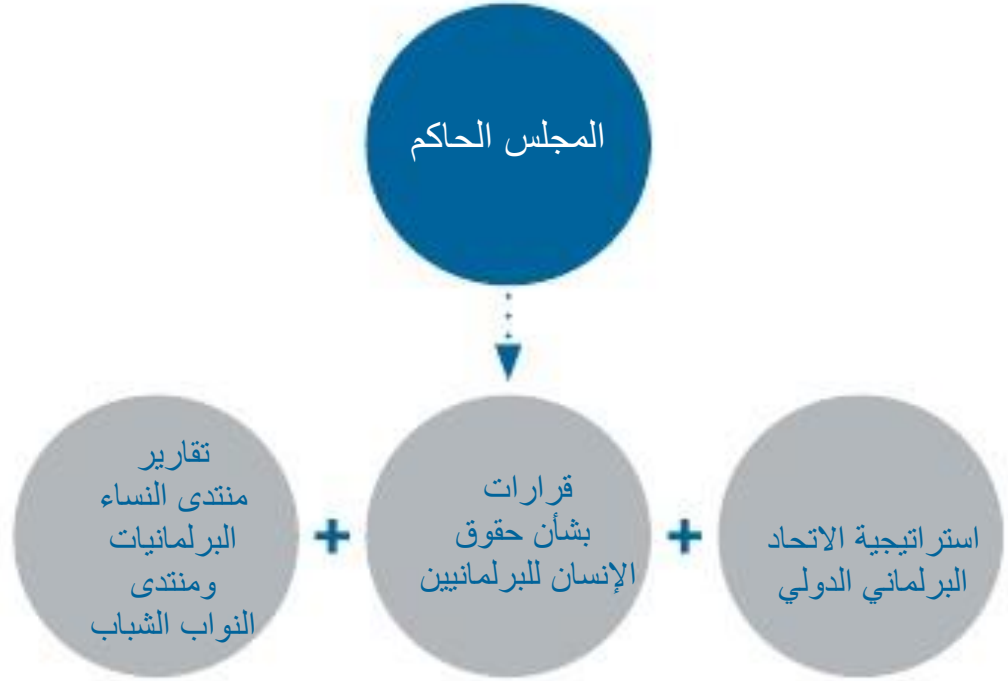 المجلس الحاكم
استراتيجية الاتحاد
البرلماني الدولي
+
قرارات
بشأن حقوق
الإنسان للبرلمانيين
+
تقارير
منتدى النساء
البرلمانيات
ومنتدى
النواب الشباب